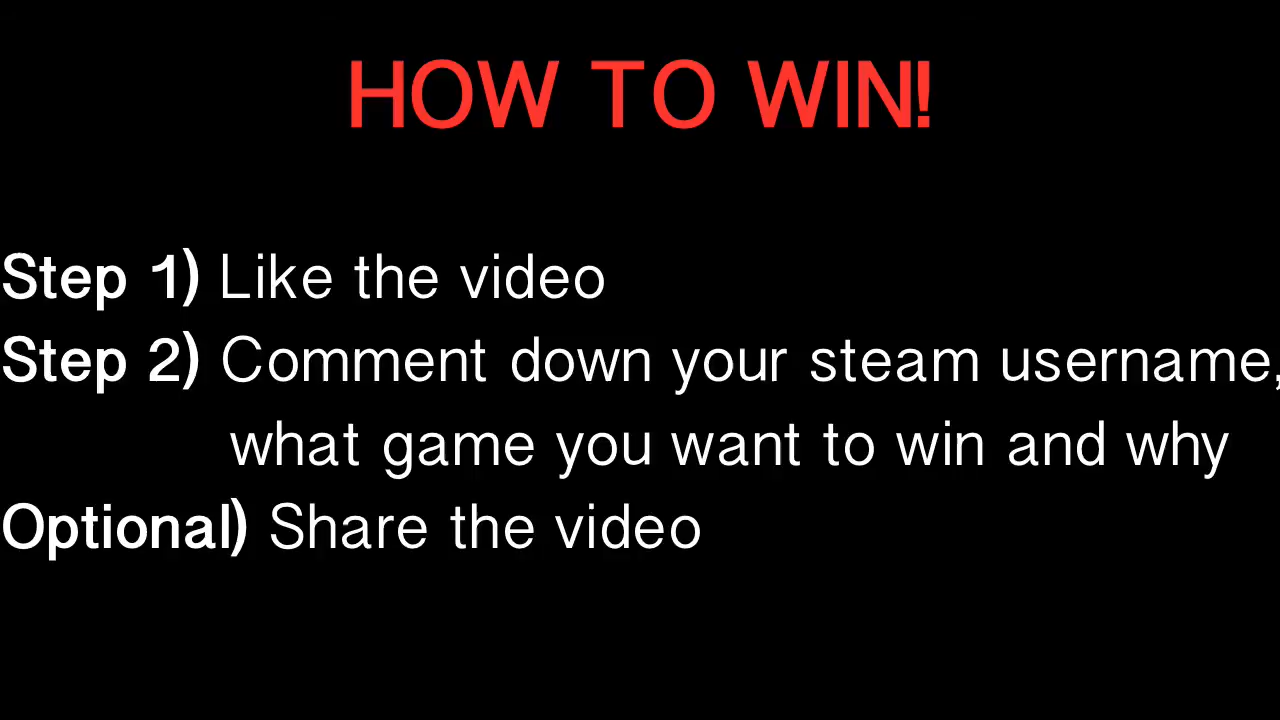 HOW TO WIN!
Step 1) Like the video
Step 2) Comment down your steam username,
what game you want to win and why
Optional) Share the video